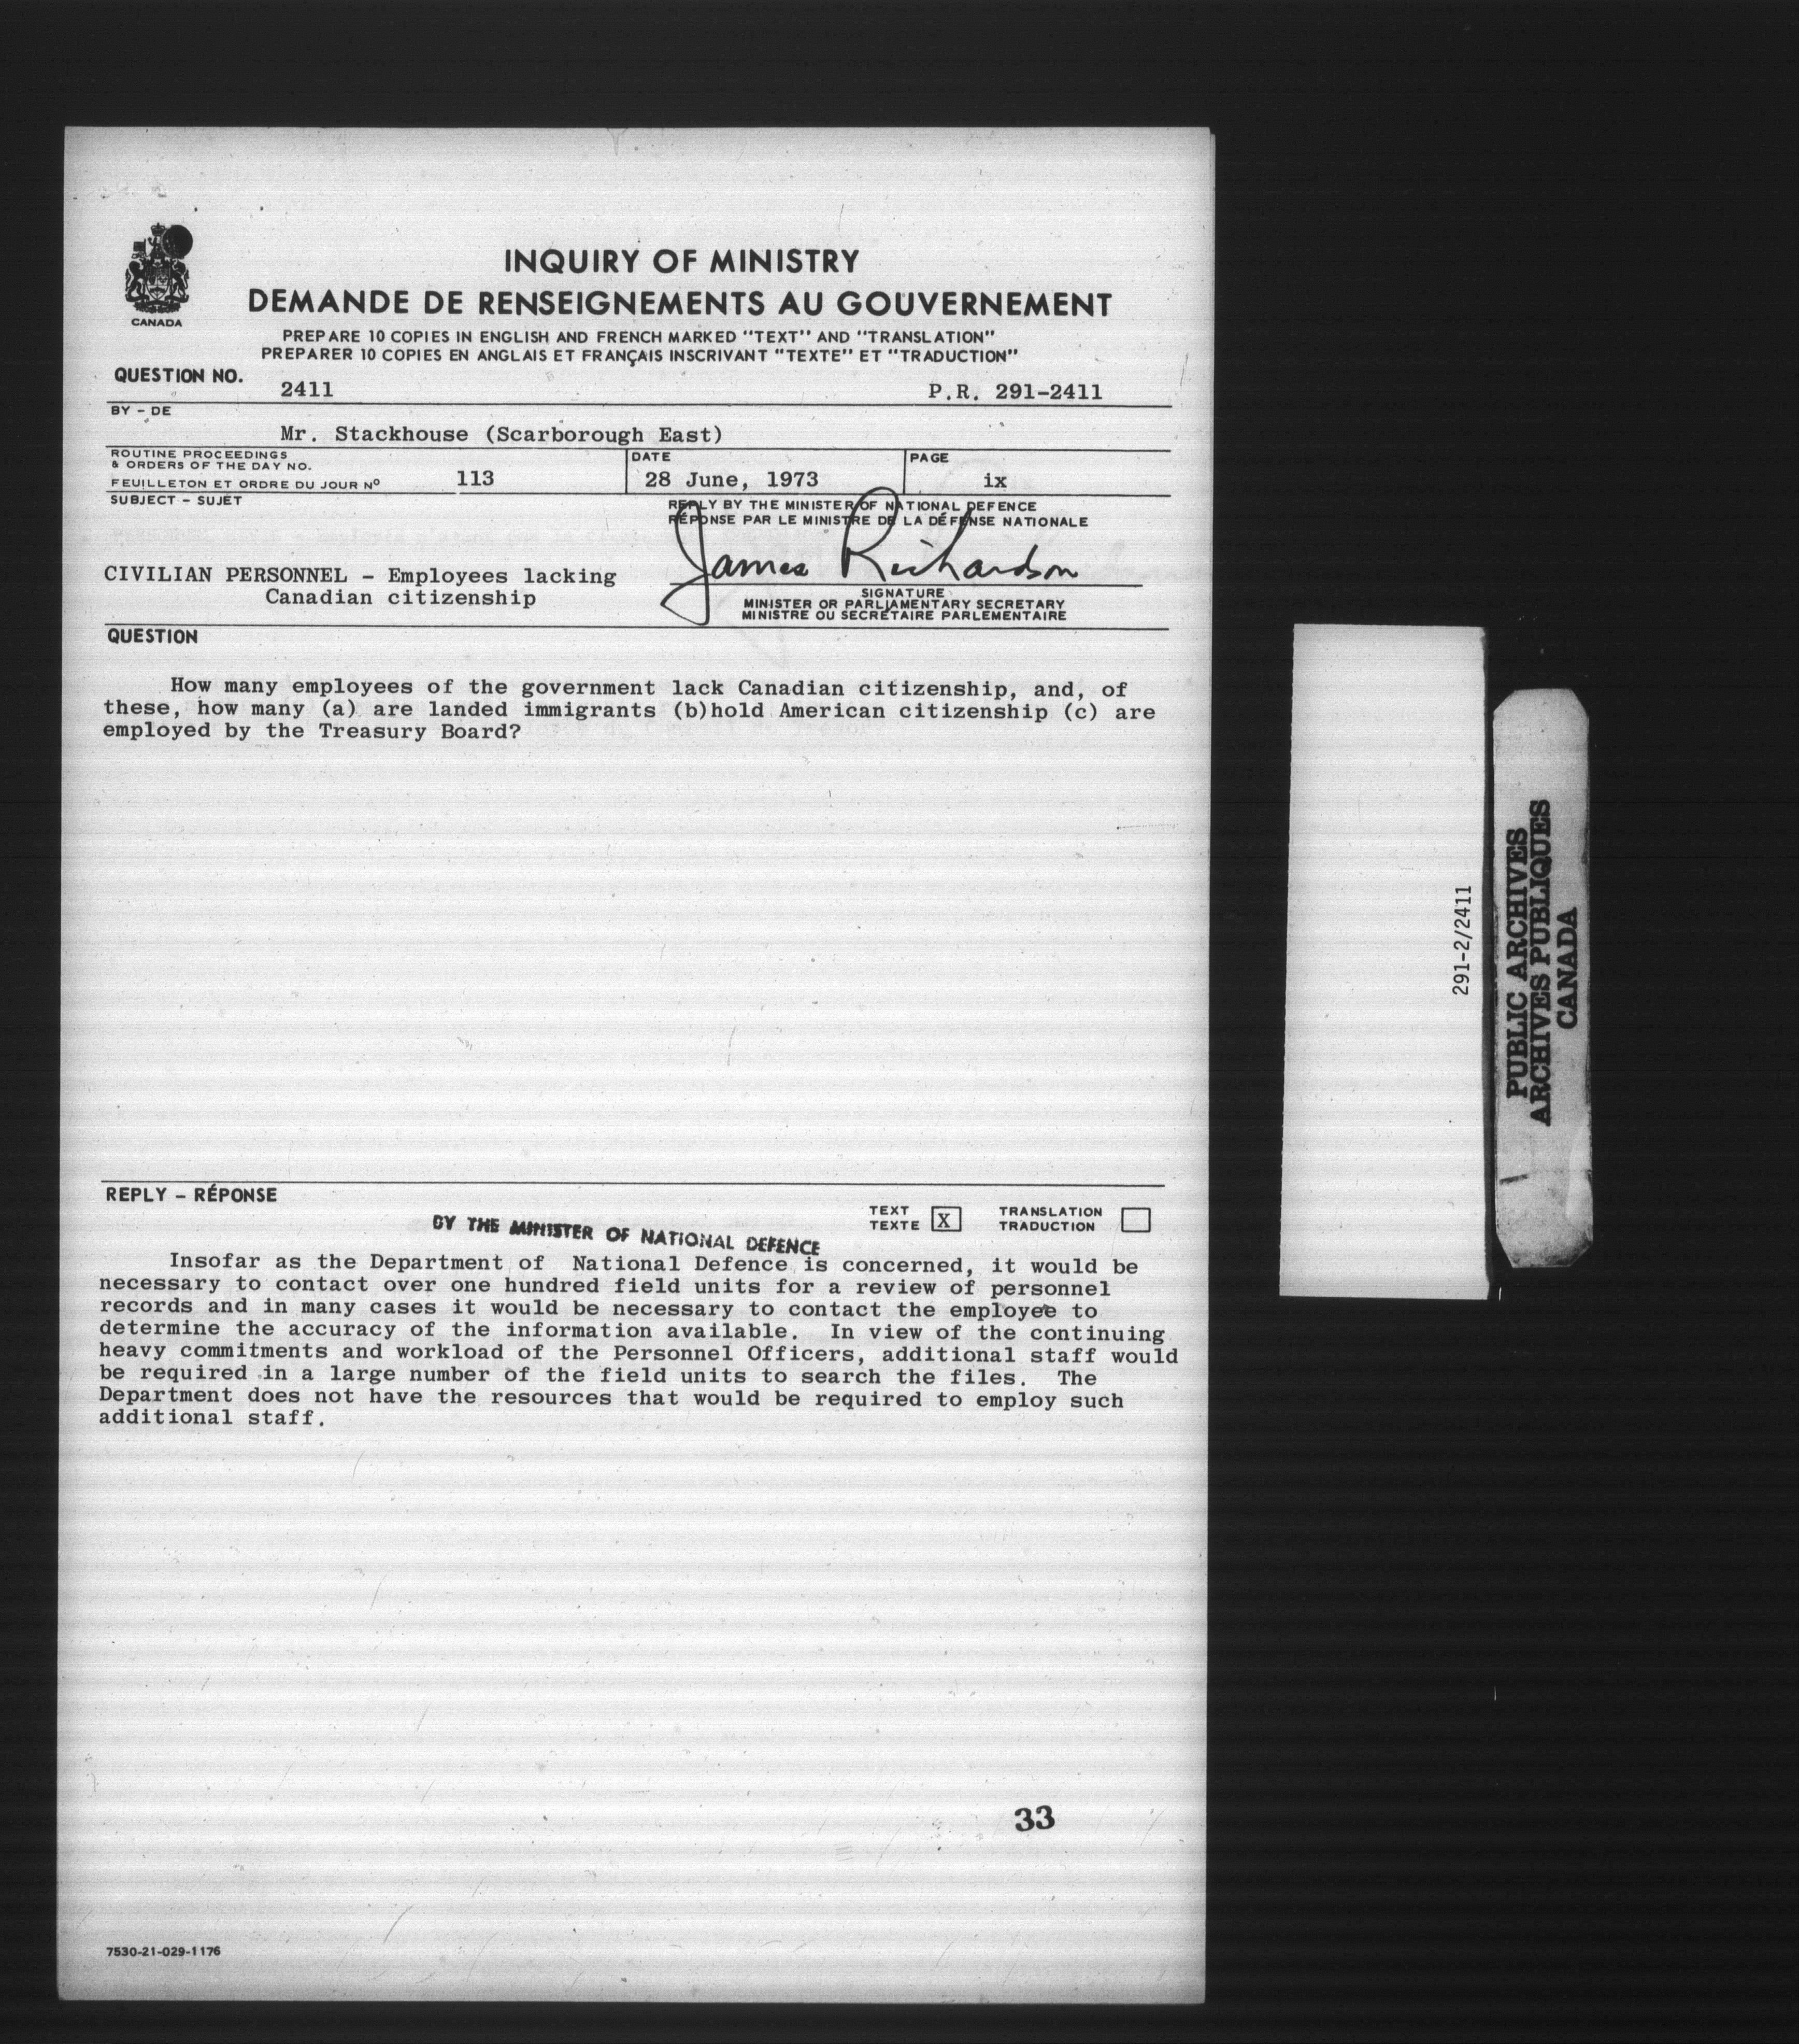 CANADA
INQUIRY OF MINISTRY
DEMANDE DE RENSEIGNEMENTS AU GOUVERNEMENT
PREPARE 10 COPIES IN ENGLISH AND FRENCH MARKED "TEXT" AND "TRANSLATION"
PREPARER 10 COPIES EN ANGLAIS ET FRANÇAIS INSCRIVANT "TEXTE" ET "TRADUCTION"
QUESTION NO. 2411 P.R. 291-2411
BY - DE
Mr. Stackhouse (Scarborough East)
ROUTINE PROCEEDINGS
& ORDERS OF THE DAY NO.
FEUILLETON ET ORDRE DU JOUR Nº 113
DATE
28 June, 1973
PAGE
ix
SUBJECT - SUJET
CIVILIAN PERSONNEL - Employees lacking
Canadian citizenship
REPLY BY THE MINISTER OF NATIONAL DEFENCE
RÉPONSE PAR LE MINISTRE DE LA DÉFENSE NATIONALE
James Richardson
SIGNATURE
MINISTER OR PARLIAMENTARY SECRETARY
MINISTRE OU SECRÉTAIRE PARLEMENTAIRE
QUESTION
How many employees of the government lack Canadian citizenship, and, of
these, how many (a) are landed immigrants (b)hold American citizenship (c) are
employed by the Treasury Board?
REPLY - RÉPONSE
BY THE MINISTER OF NATIONAL DEFENCE
TEXT
TEXTE X
TRANSLATION
TRADUCTION
Insofar as the Department of National Defence is concerned, it would be
necessary to contact over one hundred field units for a review of personnel
records and in many cases it would be necessary to contact the employee to
determine the accuracy of the information available. In view of the continuing
heavy commitments and workload of the Personnel Officers, additional staff would
be required in a large number of the field units to search the files. The
Department does not have the resources that would be required to employ such
additional staff.
33
7530-21-029-1176
291-2/2411
PUBLIC ARCHIVES
ARCHIVES PUBLIQUES
CANADA